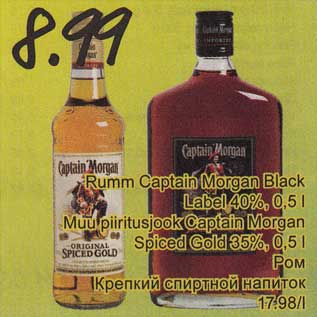 8.99
Captain Morgan
ORIGINAL
SPICED GOLD
Captain Morgan
Rumm Captain Morgan Black
Label 40%, 0,5 l
Muu piiritusjook Captain Morgan
Spiced Gold 35%, 0,5 l
Ром
Крепкий спиртной напиток
17.98/l